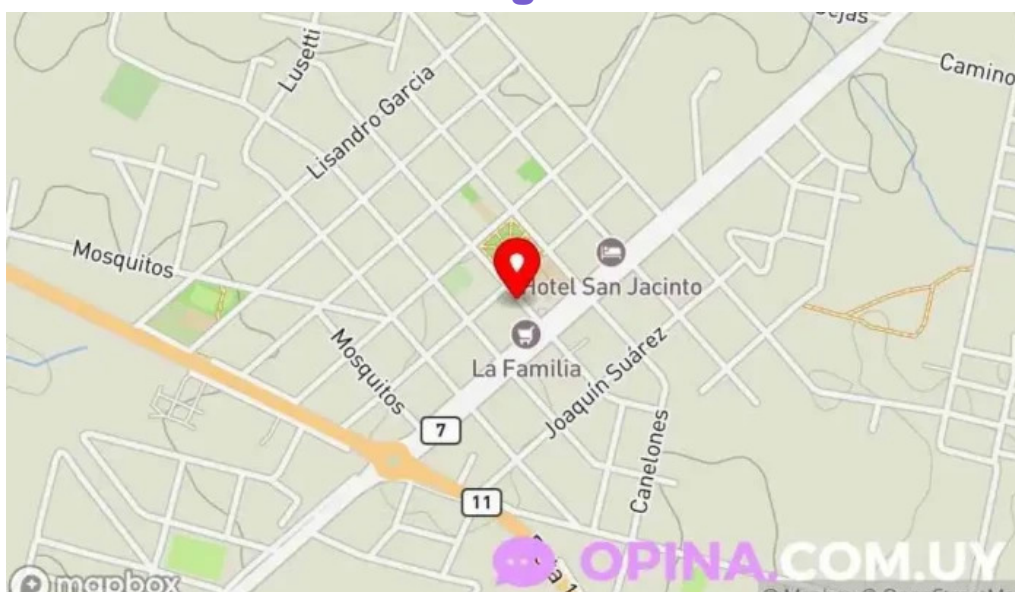 Lusetti
Camino
Lisandro Garcia
Mosquitos
Hotel San Jacinto
Mosquitos
La Familia
Joaquín Suárez
7
Canelones
11
OPINA.COM.UY
mapbox